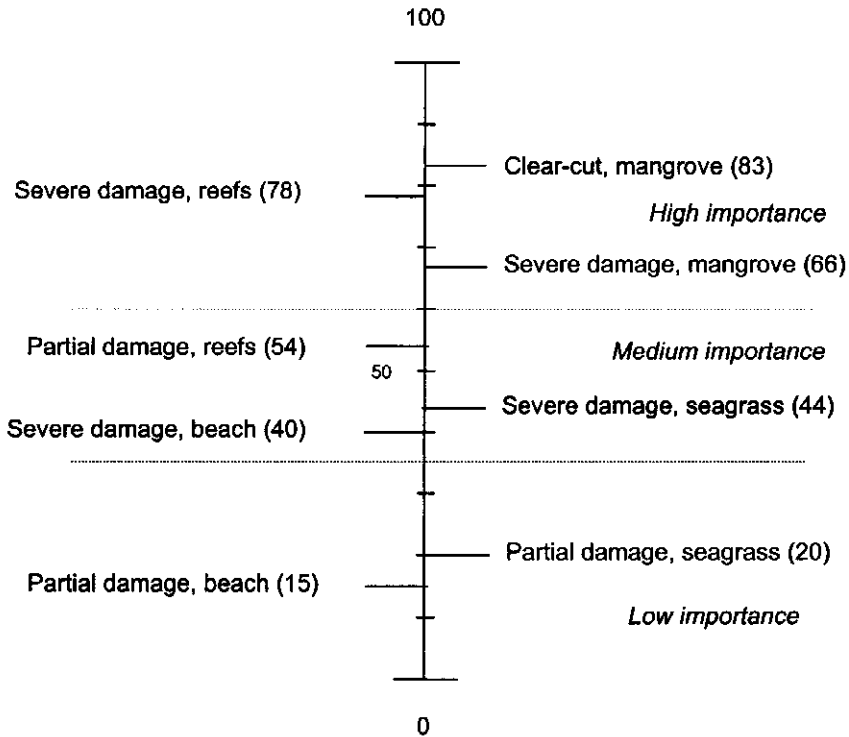 100
Clear-cut, mangrove (83)
Severe damage, reefs (78)
High importance
Severe damage, mangrove (66)
Partial damage, reefs (54)
Medium importance
50
Severe damage, seagrass (44)
Severe damage, beach (40)
Partial damage, seagrass (20)
Partial damage, beach (15)
Low importance
0